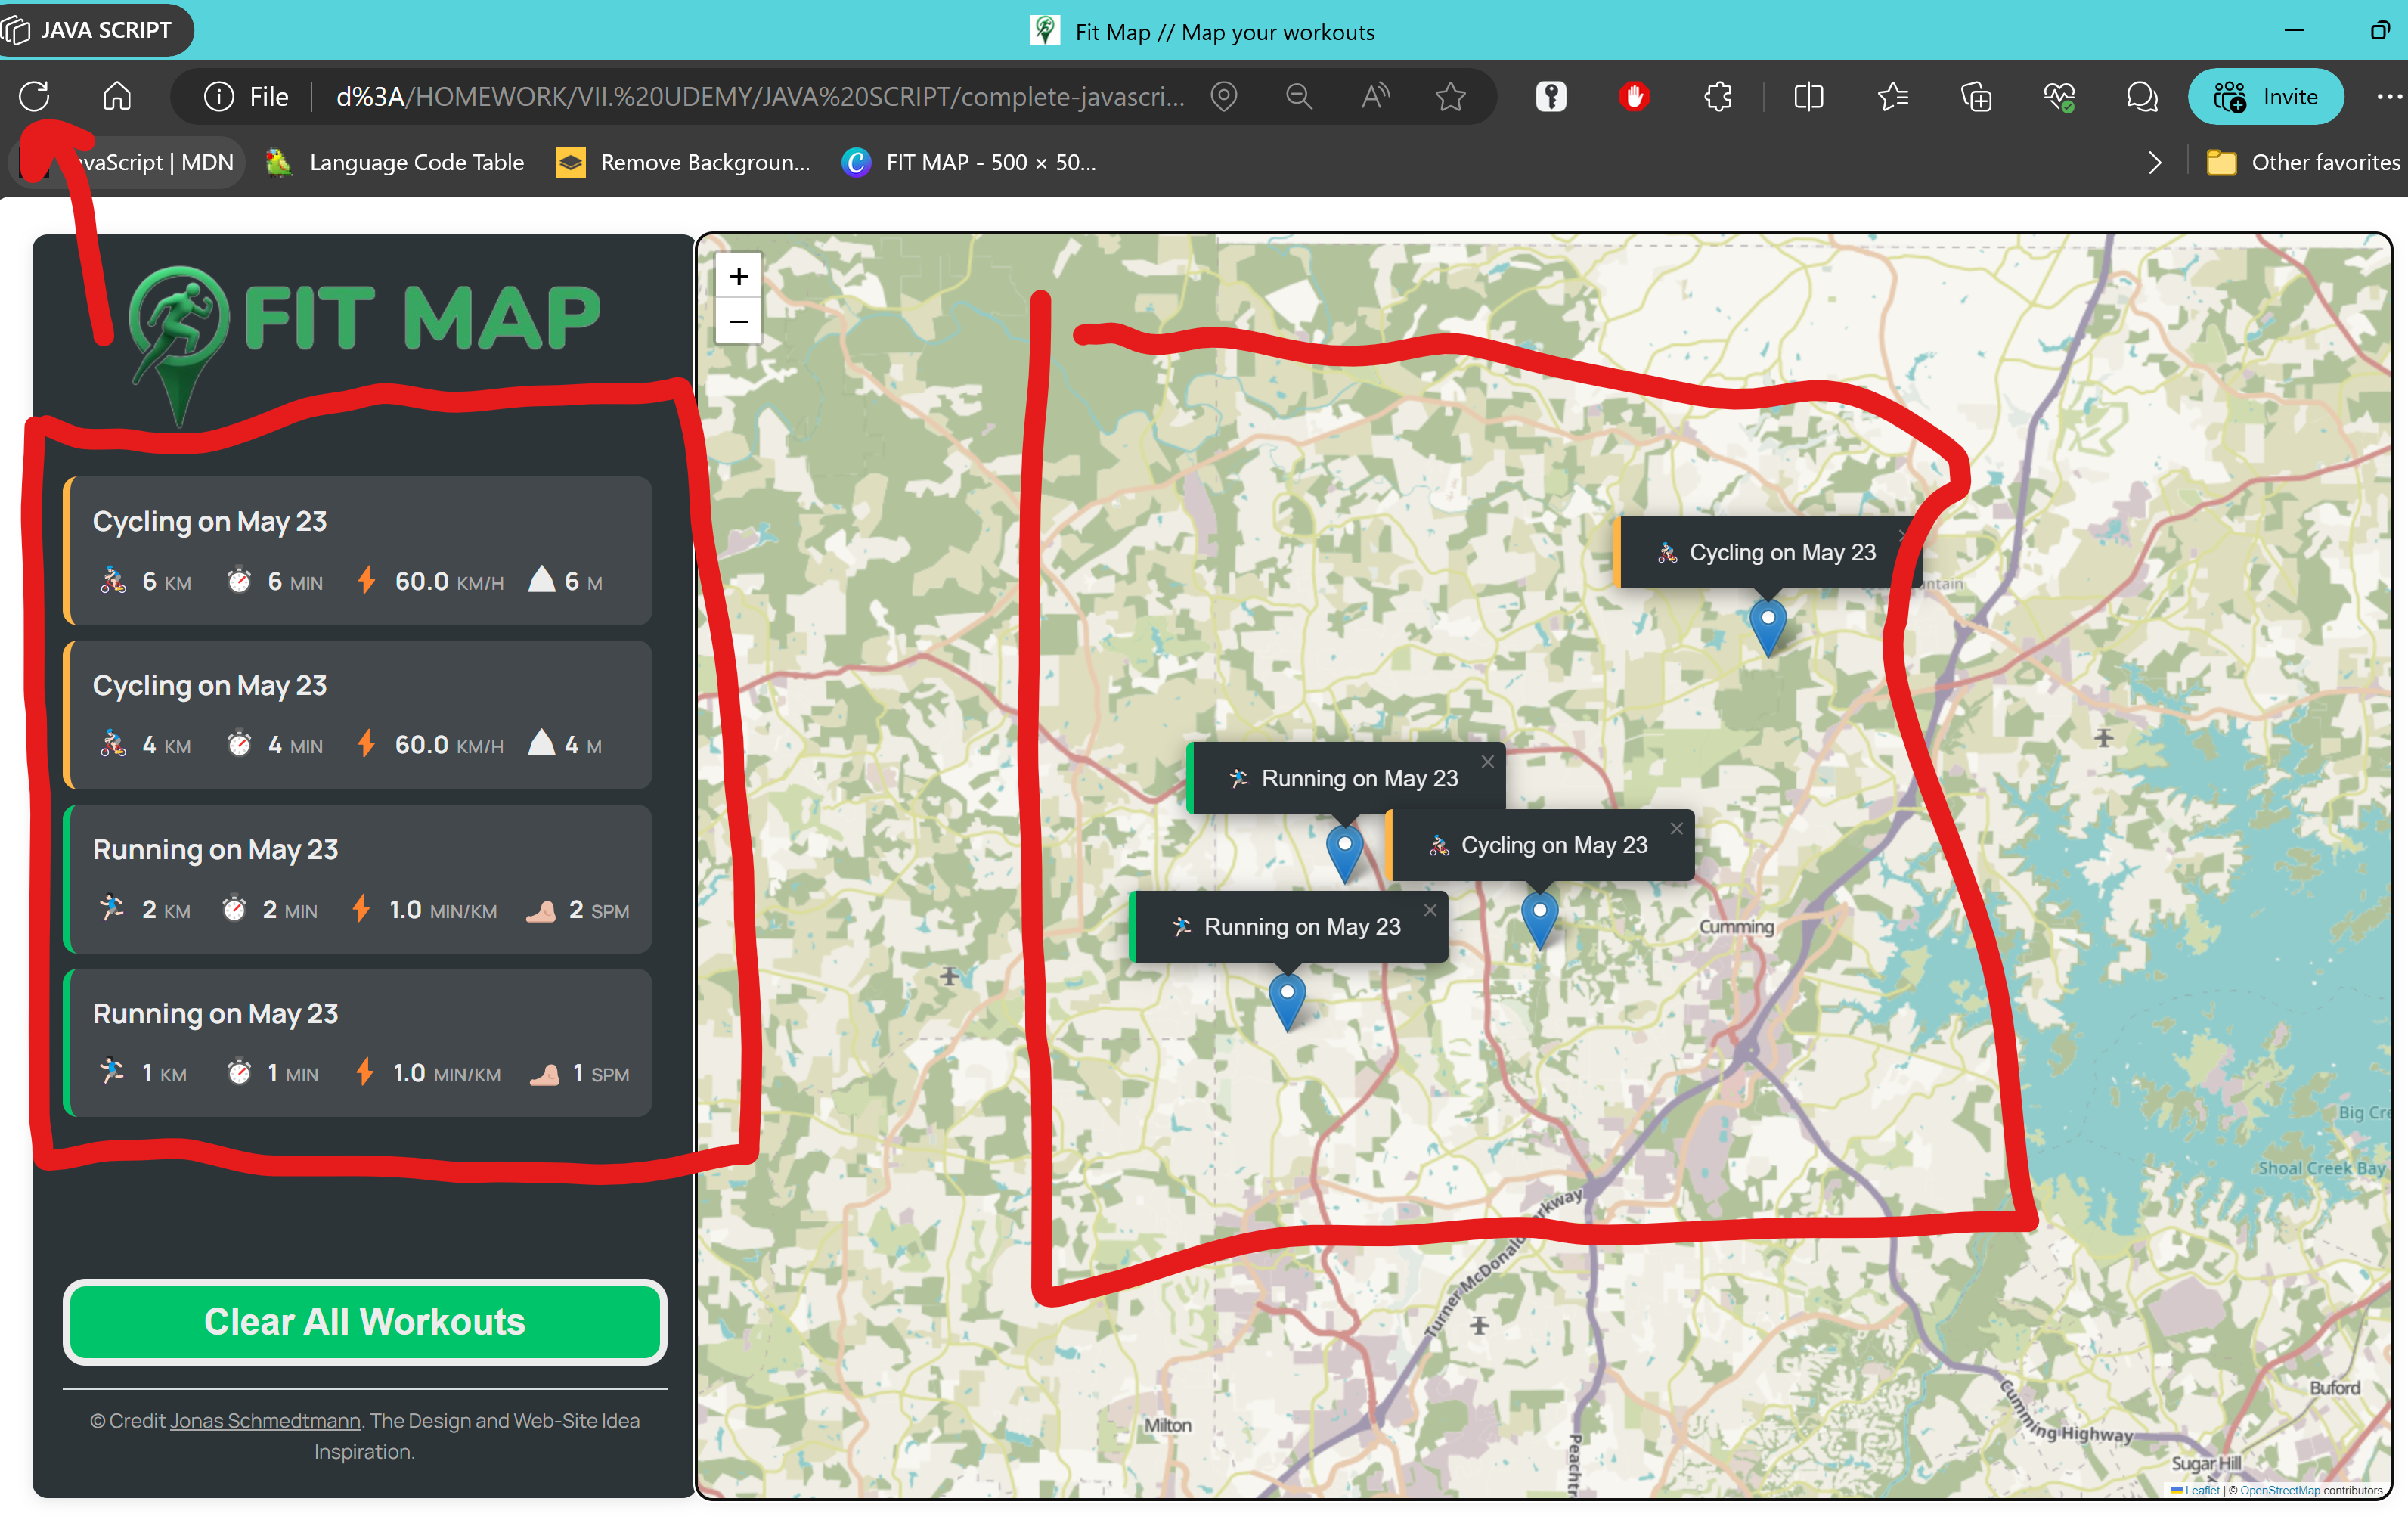 JAVA SCRIPT
Fit Map // Map your workouts
File
d%3A/HOMEWORK/VII.%20UDEMY/JAVA%20SCRIPT/complete-javascri...
Invite
vaScript | MDN
Language Code Table
Remove Backgroun...
FIT MAP - 500 × 50...
Other favorites
FIT MAP
Cycling on May 23
6 KM 6 MIN 60.0 KM/H 6 M
Cycling on May 23
4 KM 4 MIN 60.0 KM/H 4 M
Running on May 23
2 KM 2 MIN 1.0 MIN/KM 2 SPM
Running on May 23
1 KM 1 MIN 1.0 MIN/KM 1 SPM
Clear All Workouts
© Credit Jonas Schmedtmann. The Design and Web-Site Idea
Inspiration.
+
−
Cycling on May 23
ntain
Running on May 23
Cycling on May 23
Running on May 23
Cumming
Big Cre
Shoal Creek Bay
Turner McDonald
rkway
Milton
Peachtr
Cumming Highway
Buford
Sugar Hill
Leaflet | © OpenStreetMap contributors